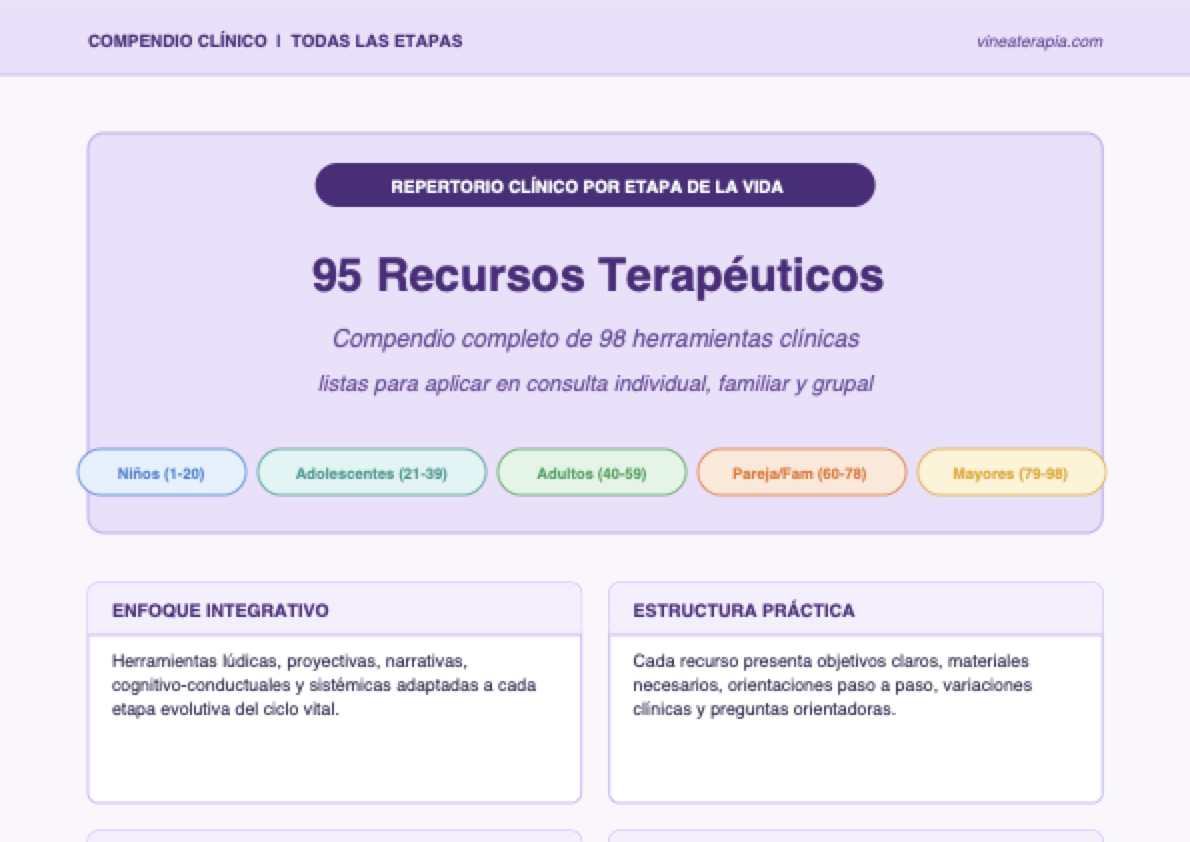 COMPENDIO CLÍNICO | TODAS LAS ETAPAS
vineaterapia.com
REPERTORIO CLÍNICO POR ETAPA DE LA VIDA
95 Recursos Terapéuticos
Compendio completo de 98 herramientas clínicas
listas para aplicar en consulta individual, familiar y grupal
Niños (1-20)
Adolescentes (21-39)
Adultos (40-59)
Pareja/Fam (60-78)
Mayores (79-98)
ENFOQUE INTEGRATIVO
Herramientas lúdicas, proyectivas, narrativas,
cognitivo-conductuales y sistémicas adaptadas a cada
etapa evolutiva del ciclo vital.
ESTRUCTURA PRÁCTICA
Cada recurso presenta objetivos claros, materiales
necesarios, orientaciones paso a paso, variaciones
clínicas y preguntas orientadoras.